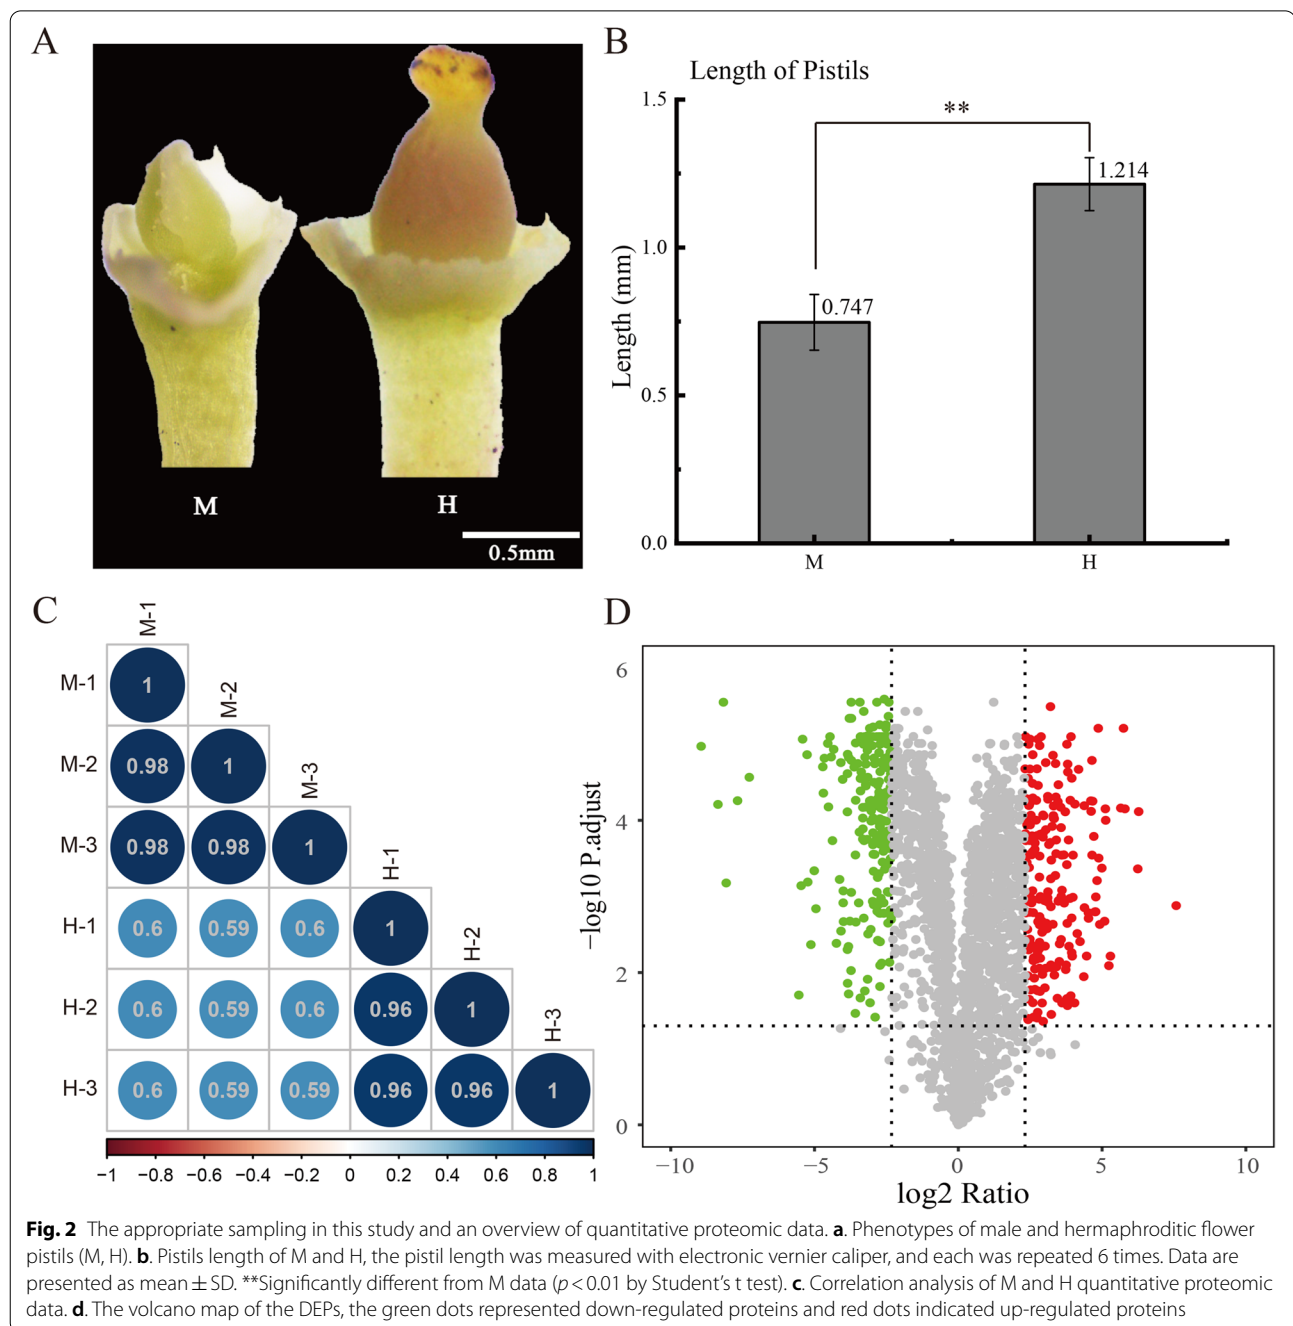 A
M
H
0.5mm
B
Length of Pistils
Length (mm)
1.5
1.0
0.5
0.0
**
0.747
1.214
M
H
C
M-1
M-2
M-3
H-1
H-2
H-3
M-1 1
M-2 0.98 1
M-3 0.98 0.98 1
H-1 0.6 0.59 0.6 1
H-2 0.6 0.59 0.6 0.96 1
H-3 0.6 0.59 0.59 0.96 0.96 1
−1 −0.8 −0.6 −0.4 −0.2 0 0.2 0.4 0.6 0.8 1
D
−log10 P.adjust
6
4
2
0
−10 −5 0 5 10
log2 Ratio
Fig. 2 The appropriate sampling in this study and an overview of quantitative proteomic data. a. Phenotypes of male and hermaphroditic flower
pistils (M, H). b. Pistils length of M and H, the pistil length was measured with electronic vernier caliper, and each was repeated 6 times. Data are
presented as mean ± SD. **Significantly different from M data (p < 0.01 by Student's t test). c. Correlation analysis of M and H quantitative proteomic
data. d. The volcano map of the DEPs, the green dots represented down-regulated proteins and red dots indicated up-regulated proteins